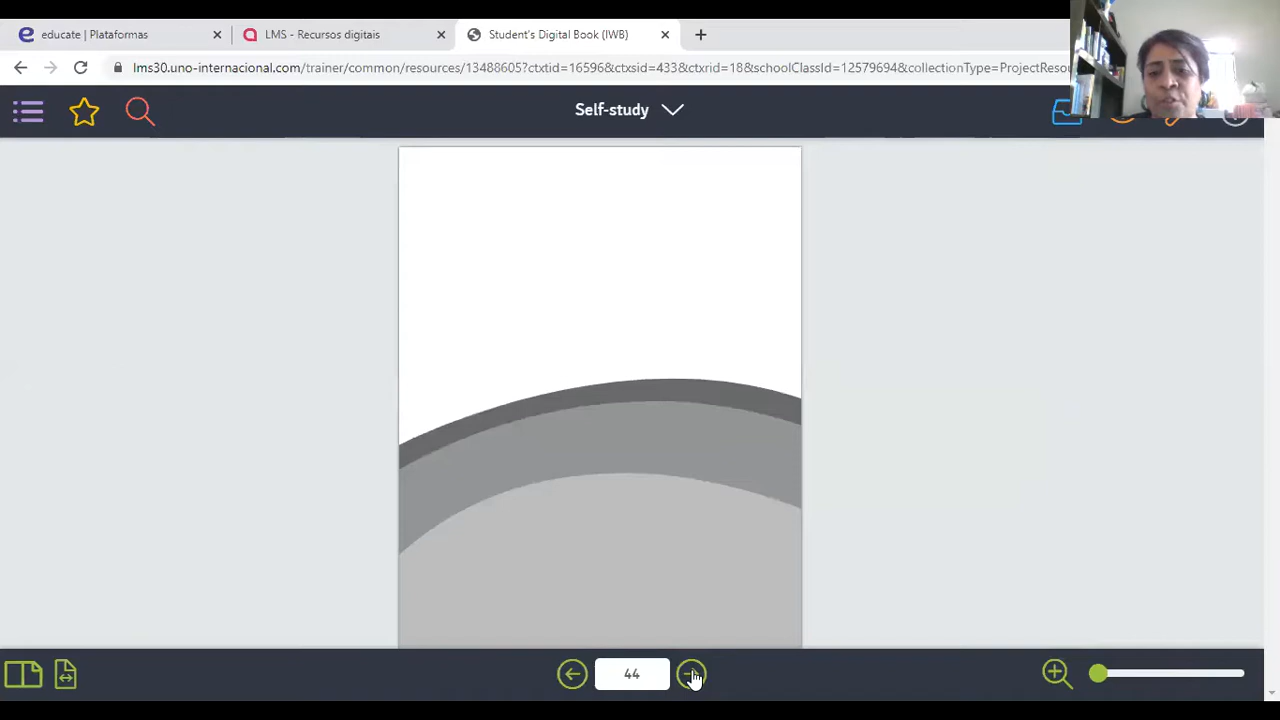 educate | Plataformas
LMS - Recursos digitais
Student's Digital Book (IWB)
lms30.uno-internacional.com/trainer/common/resources/13488605?ctxtid=16596&ctxsid=433&ctxrid=18&schoolClassId=12579694&collectionType=ProjectResou
Self-study
44